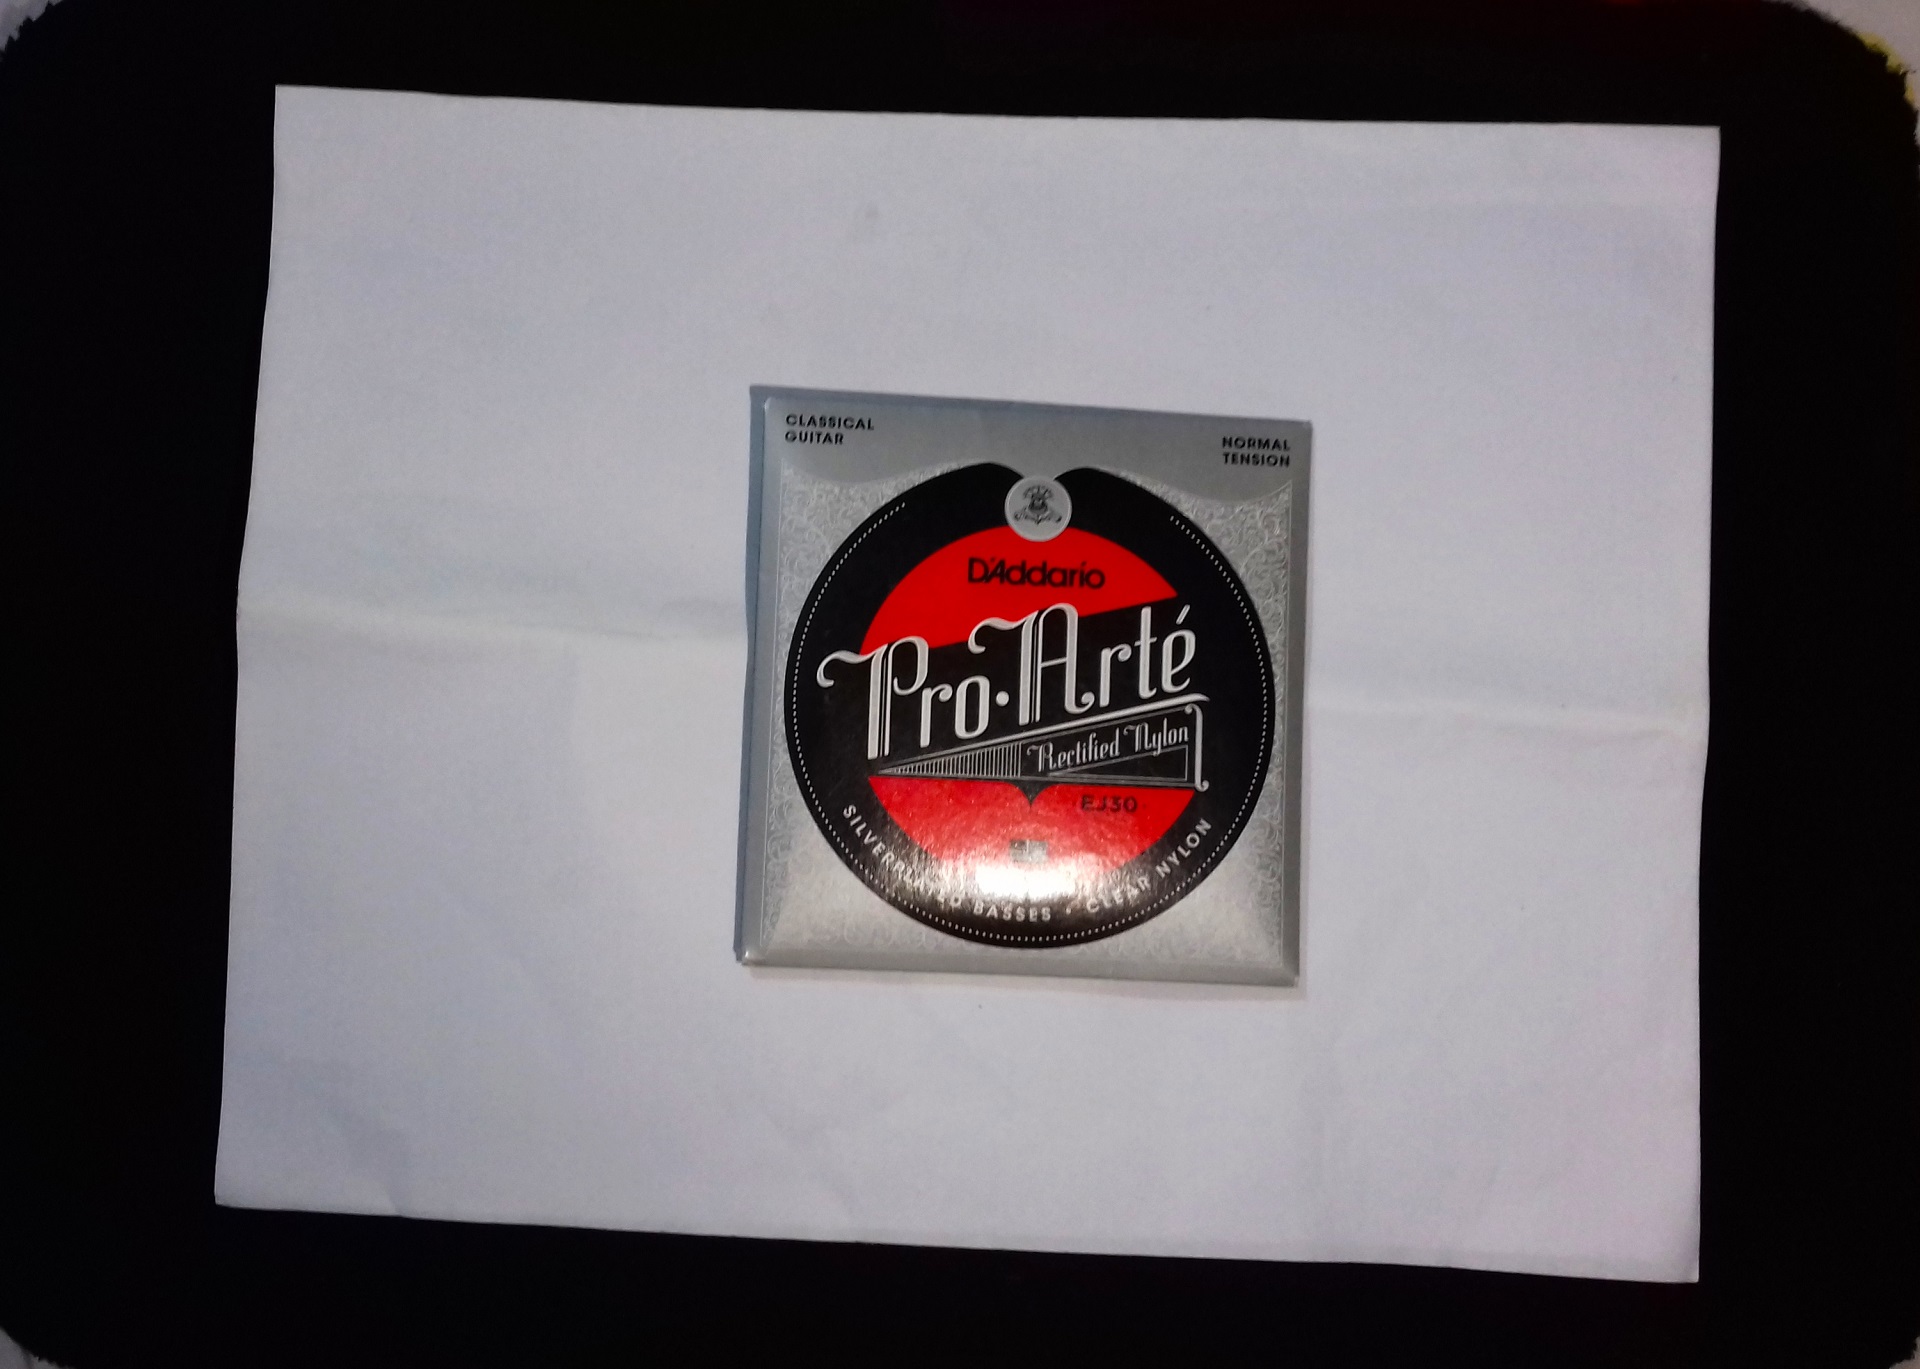 CLASSICAL
GUITAR
NORMAL
TENSION
D'Addario
Pro·Arté
Rectified Nylon
EJ30
SILVERPLATED BASSES · CLEAR NYLON